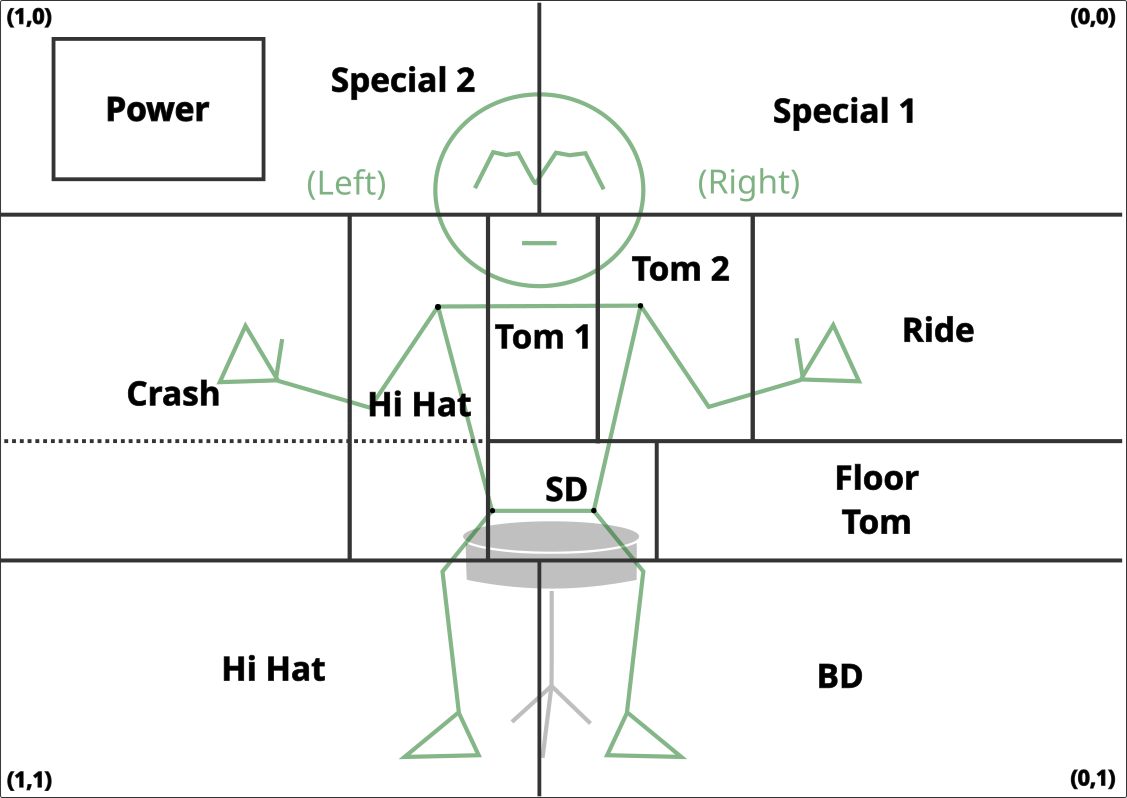 (1,0)
(0,0)
Special 2
Power
Special 1
(Left)
(Right)
Tom 2
Tom 1
Ride
Crash
Hi Hat
SD
Floor
Tom
Hi Hat
BD
(1,1)
(0,1)